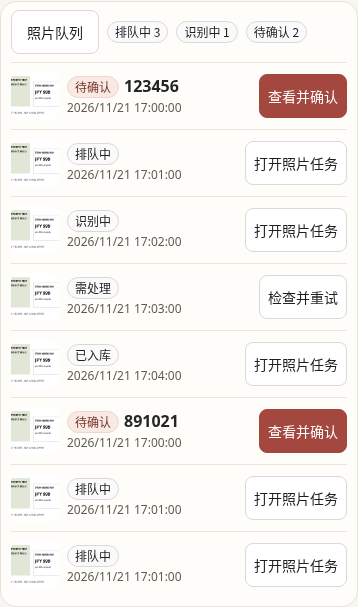 照片队列 排队中 3 识别中 1 待确认 2
待确认 123456
2026/11/21 17:00:00
查看并确认
排队中
2026/11/21 17:01:00
打开照片任务
识别中
2026/11/21 17:02:00
打开照片任务
需处理
2026/11/21 17:03:00
检查并重试
已入库
2026/11/21 17:04:00
打开照片任务
待确认 891021
2026/11/21 17:00:00
查看并确认
排队中
2026/11/21 17:01:00
打开照片任务
排队中
2026/11/21 17:01:00
打开照片任务